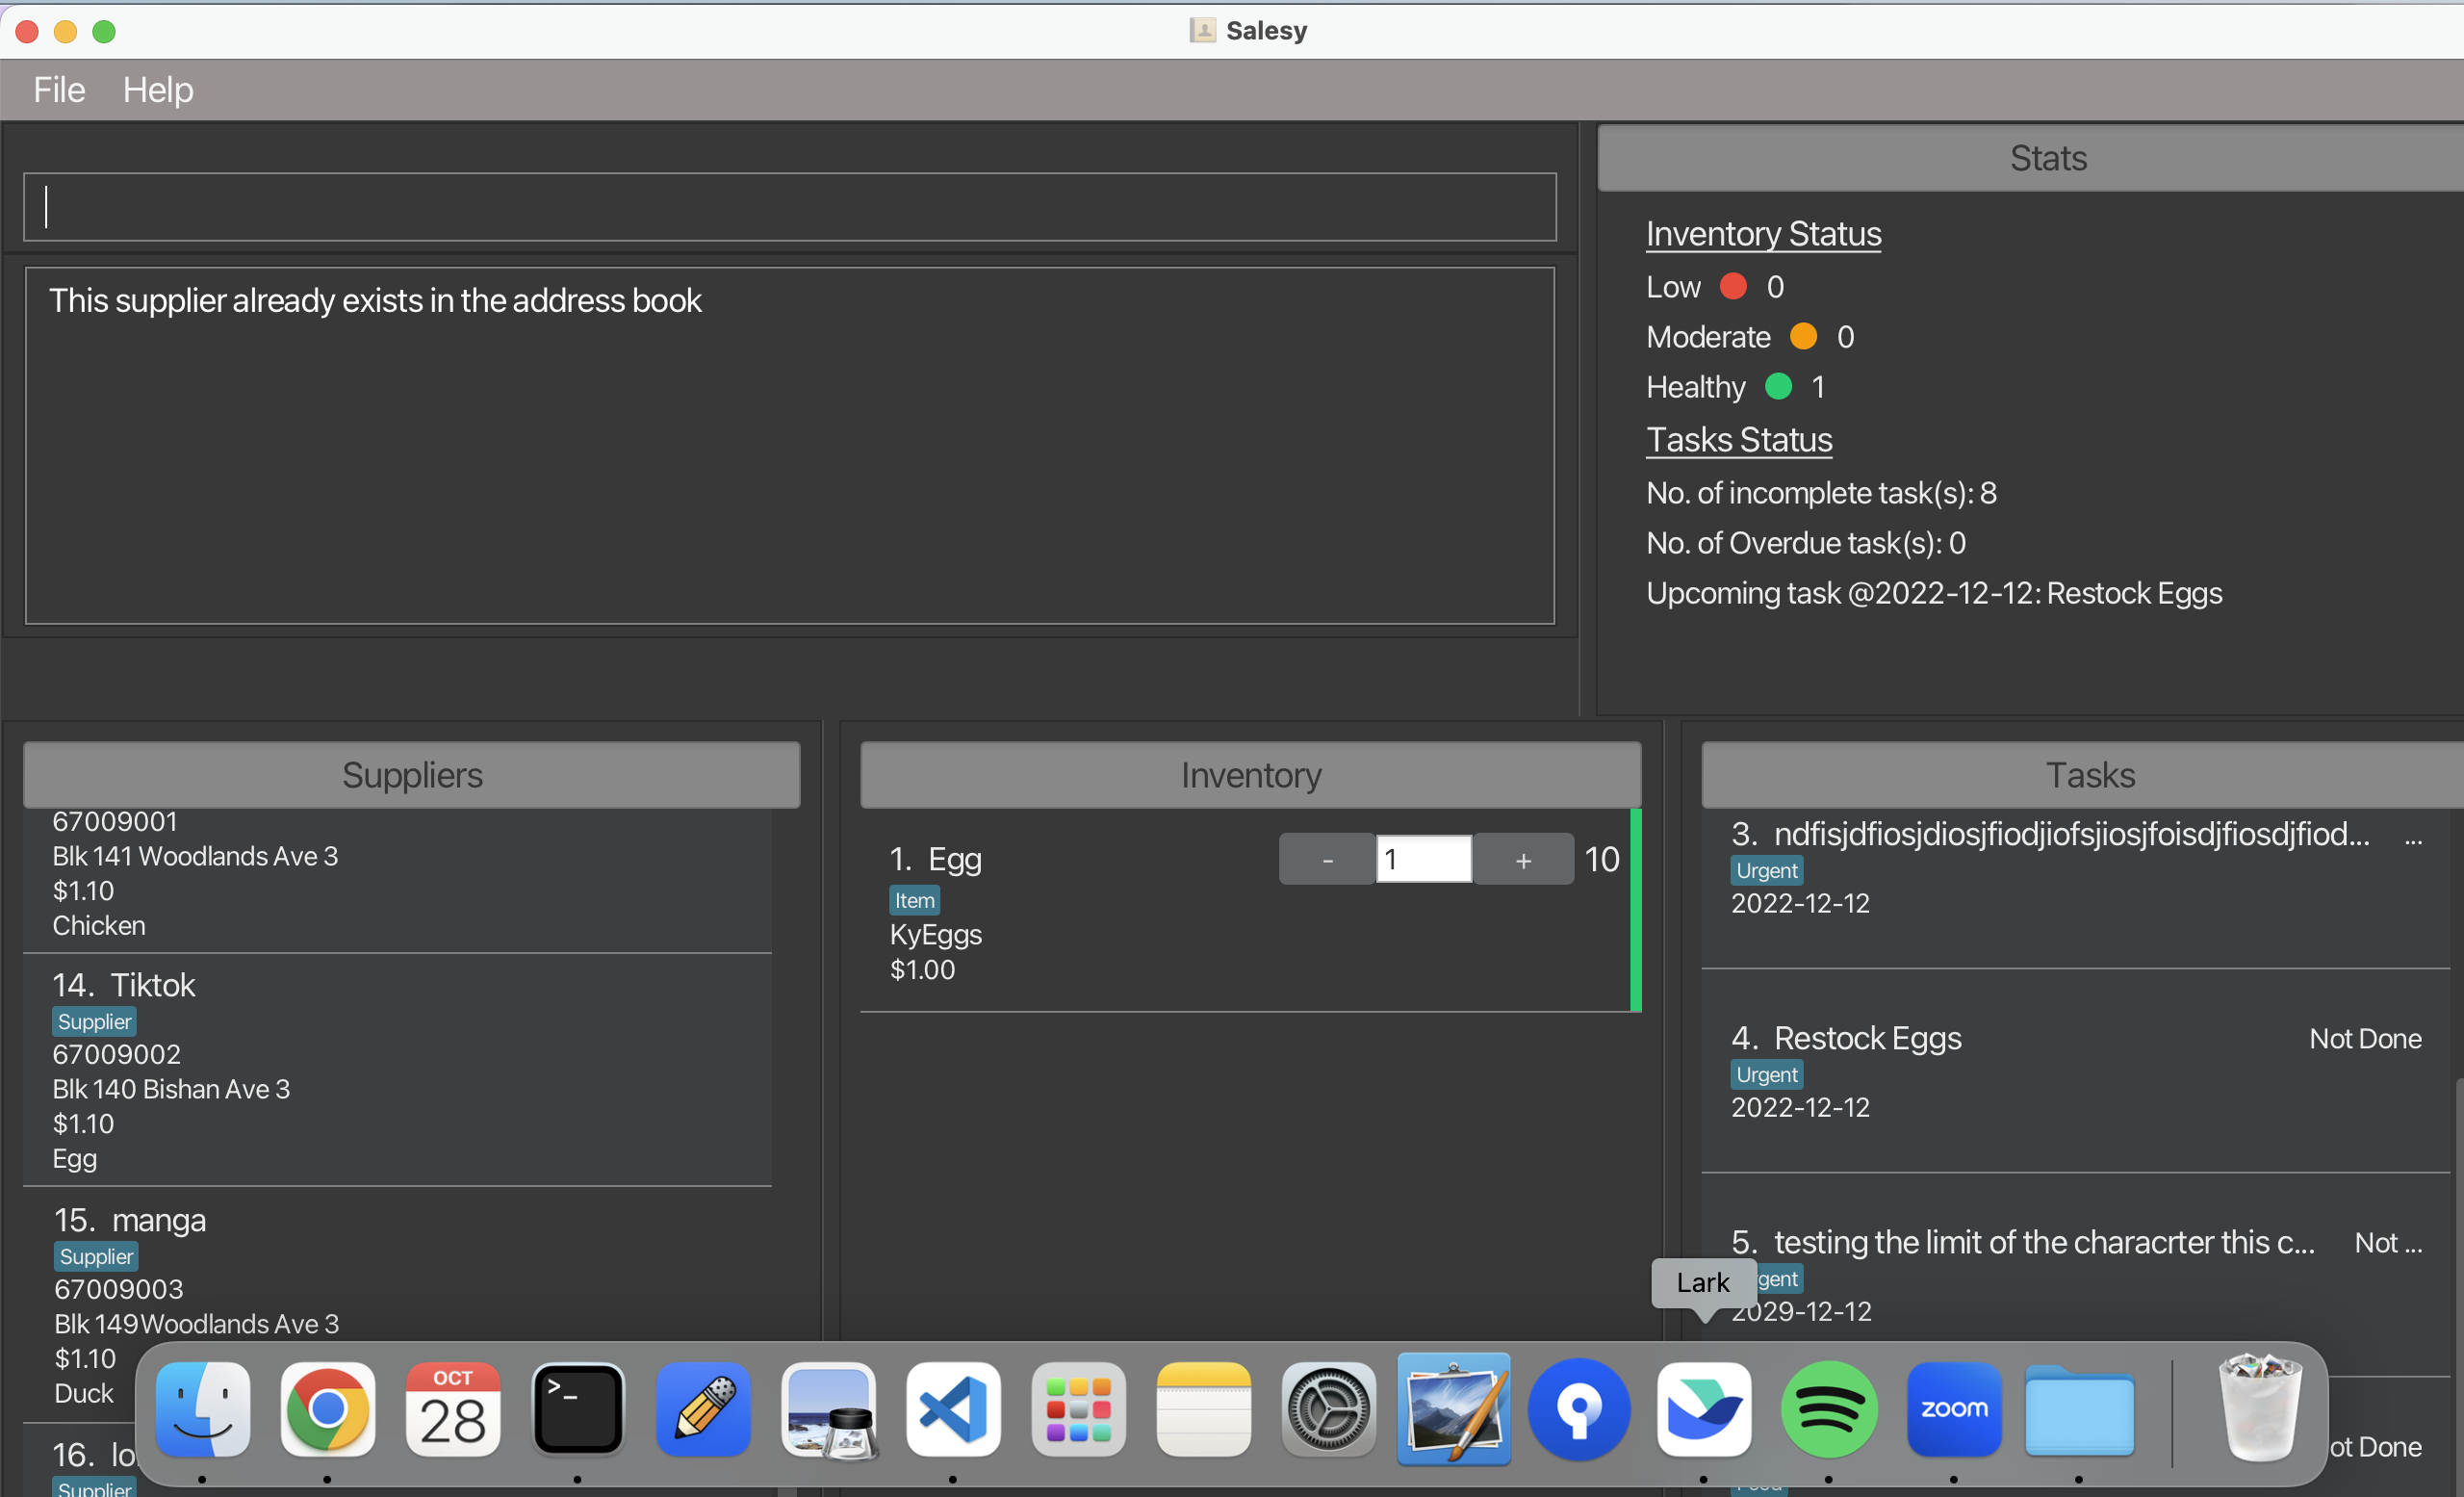 Salesy
File Help
This supplier already exists in the address book
Stats
Inventory Status
Low 0
Moderate 0
Healthy 1
Tasks Status
No. of incomplete task(s): 8
No. of Overdue task(s): 0
Upcoming task @2022-12-12: Restock Eggs
Suppliers
67009001
Blk 141 Woodlands Ave 3
$1.10
Chicken
14. Tiktok
Supplier
67009002
Blk 140 Bishan Ave 3
$1.10
Egg
15. manga
Supplier
67009003
Blk 149Woodlands Ave 3
$1.10
Duck
16. lo
Supplier
Inventory
1. Egg - 1 + 10
Item
KyEggs
$1.00
Tasks
3. ndfisjdfiosjdiosjfiodjiofsjiosjfoisdjfiosdjfiod... ...
Urgent
2022-12-12
4. Restock Eggs Not Done
Urgent
2022-12-12
5. testing the limit of the characrter this c... Not ...
gent
2029-12-12
ot Done
Lark
OCT
28
>_
zoom